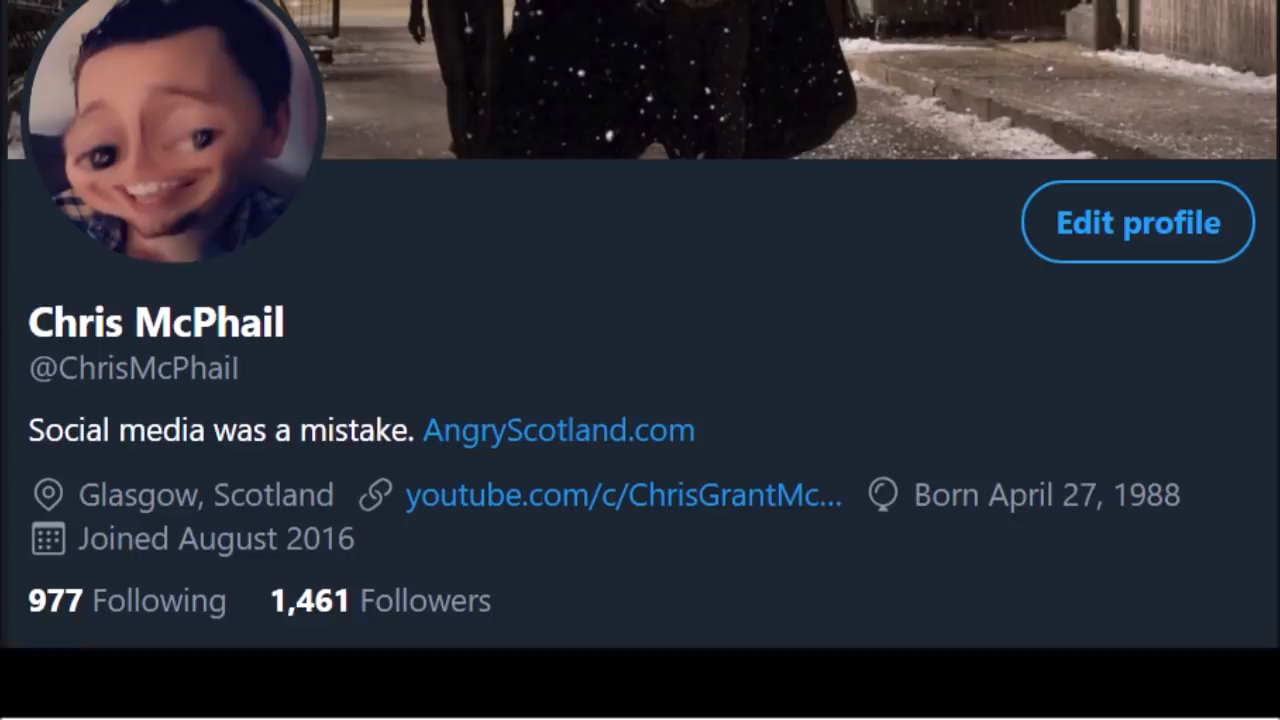 Edit profile
Chris McPhail
@ChrisMcPhail
Social media was a mistake. AngryScotland.com
Glasgow, Scotland youtube.com/c/ChrisGrantMc... Born April 27, 1988
Joined August 2016
977 Following 1,461 Followers